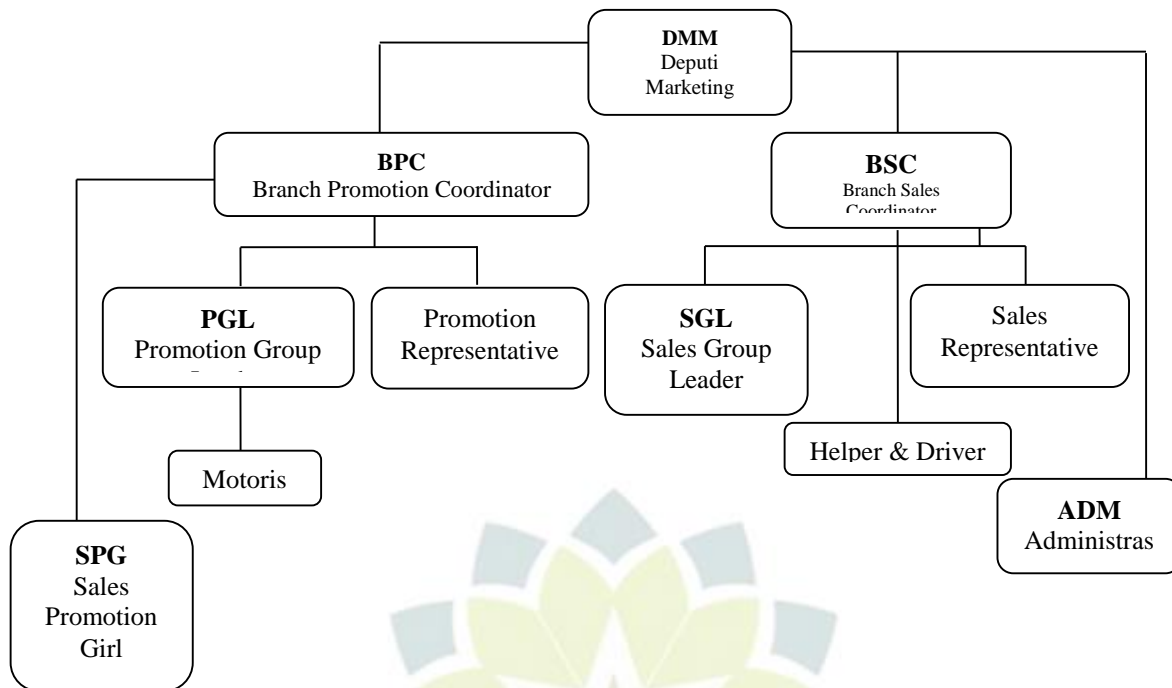 DMM
Deputi
Marketing
BPC
Branch Promotion Coordinator
BSC
Branch Sales
Coordinator
PGL
Promotion Group
Promotion
Representative
SGL
Sales Group
Leader
Sales
Representative
Helper & Driver
Motoris
ADM
Administras
SPG
Sales
Promotion
Girl